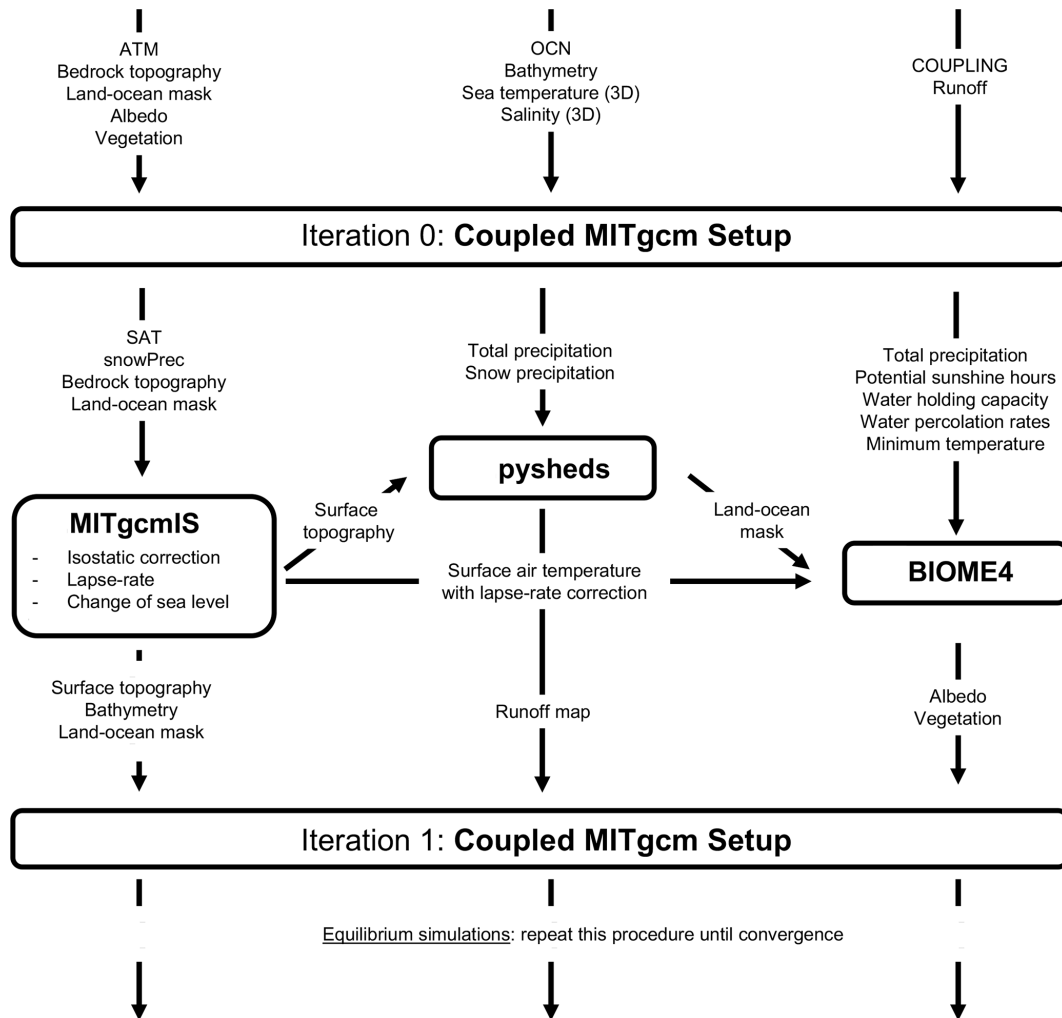 ATM
Bedrock topography
Land-ocean mask
Albedo
Vegetation
OCN
Bathymetry
Sea temperature (3D)
Salinity (3D)
COUPLING
Runoff
Iteration 0: Coupled MITgcm Setup
SAT
snowPrec
Bedrock topography
Land-ocean mask
Total precipitation
Snow precipitation
Total precipitation
Potential sunshine hours
Water holding capacity
Water percolation rates
Minimum temperature
pysheds
MITgcmIS
- Isostatic correction
- Lapse-rate
- Change of sea level
Surface
topography
Land-ocean
mask
Surface air temperature
with lapse-rate correction
BIOME4
Surface topography
Bathymetry
Land-ocean mask
Runoff map
Albedo
Vegetation
Iteration 1: Coupled MITgcm Setup
Equilibrium simulations: repeat this procedure until convergence